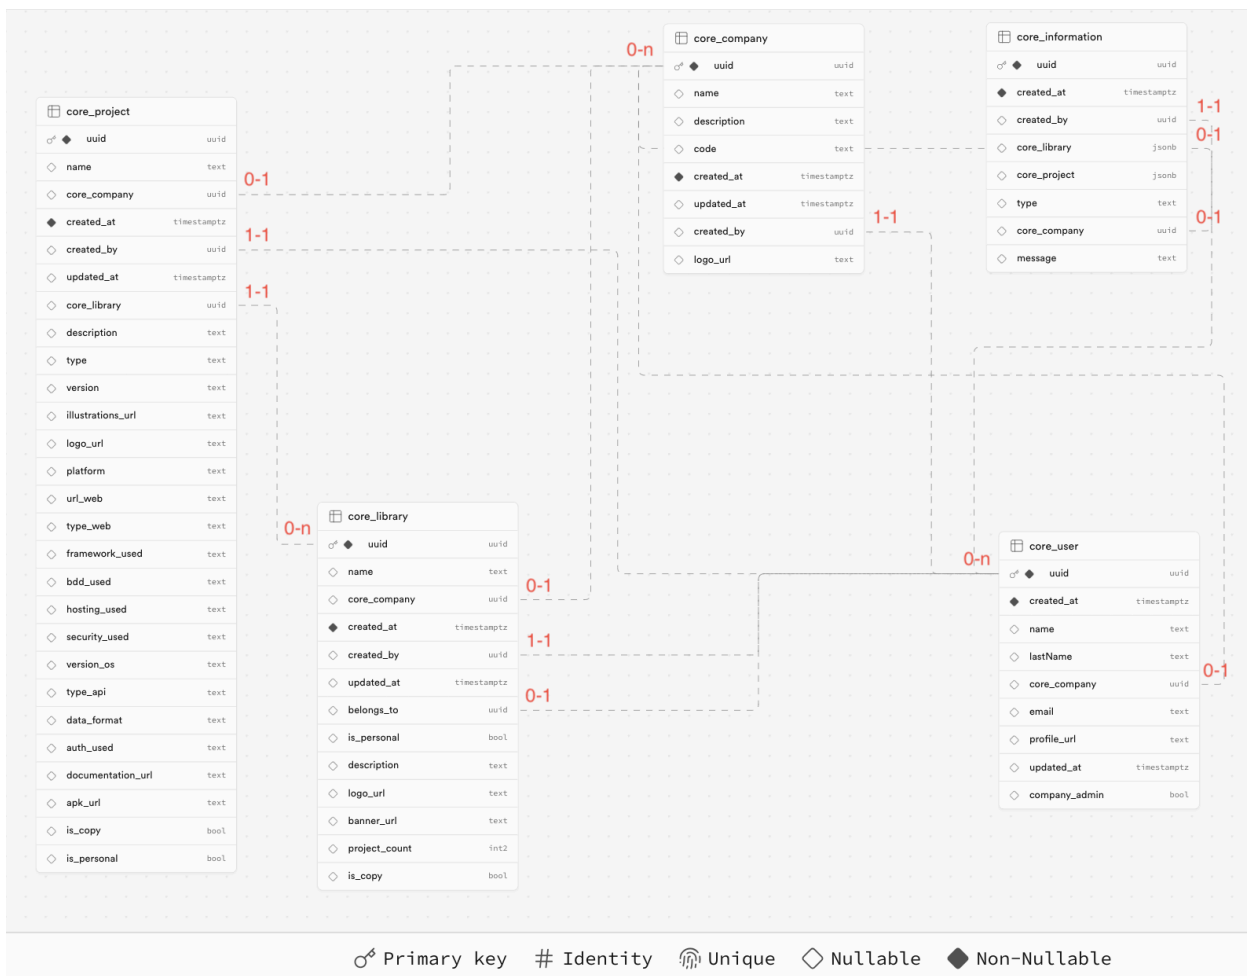 core_project
uuid uuid
name text
core_company uuid
created_at timestamptz
created_by uuid
updated_at timestamptz
core_library uuid
description text
type text
version text
illustrations_url text
logo_url text
platform text
url_web text
type_web text
framework_used text
bdd_used text
hosting_used text
security_used text
version_os text
type_api text
data_format text
auth_used text
documentation_url text
apk_url text
is_copy bool
is_personal bool
0-1
1-1
1-1
0-n
core_library
uuid uuid
name text
core_company uuid
created_at timestamptz
created_by uuid
updated_at timestamptz
belongs_to uuid
is_personal bool
description text
logo_url text
banner_url text
project_count int2
is_copy bool
0-1
1-1
0-1
0-n
core_company
uuid uuid
name text
description text
code text
created_at timestamptz
updated_at timestamptz
created_by uuid
logo_url text
1-1
core_information
uuid uuid
created_at timestamptz
created_by uuid
core_library jsonb
core_project jsonb
type text
core_company uuid
message text
1-1
0-1
0-1
0-n
core_user
uuid uuid
created_at timestamptz
name text
lastName text
core_company uuid
email text
profile_url text
updated_at timestamptz
company_admin bool
0-1
Primary key Identity Unique Nullable Non-Nullable